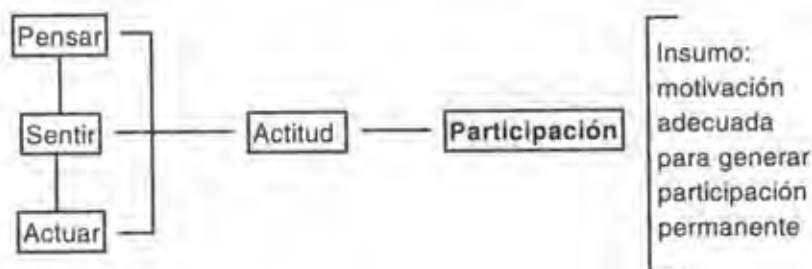 Pensar
Sentir
Actuar
Actitud
Participación
Insumo:
motivación
adecuada
para generar
participación
permanente